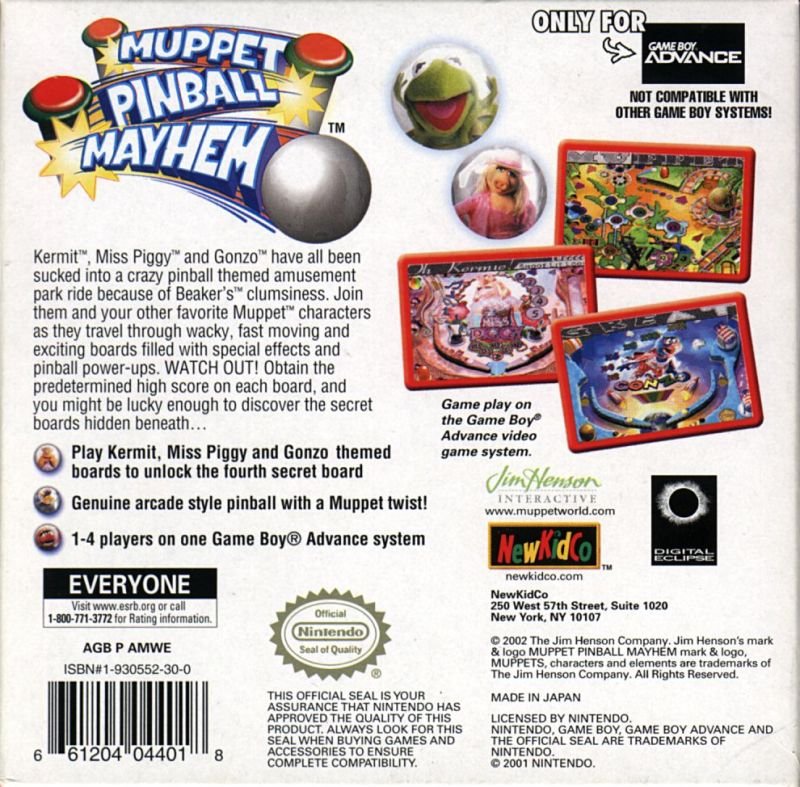 MUPPET
PINBALL
MAYHEM
TM
ONLY FOR
GAME BOY
ADVANCE
NOT COMPATIBLE WITH
OTHER GAME BOY SYSTEMS!
Kermit™, Miss Piggy™ and Gonzo™ have all been
sucked into a crazy pinball themed amusement
park ride because of Beaker's™ clumsiness. Join
them and your other favorite Muppet™ characters
as they travel through wacky, fast moving and
exciting boards filled with special effects and
pinball power-ups. WATCH OUT! Obtain the
predetermined high score on each board, and
you might be lucky enough to discover the secret
boards hidden beneath...
Play Kermit, Miss Piggy and Gonzo themed
boards to unlock the fourth secret board
Genuine arcade style pinball with a Muppet twist!
1-4 players on one Game Boy® Advance system
Oh Kermie!
MISS
GONZO
Game play on
the Game Boy®
Advance video
game system.
Jim Henson
INTERACTIVE
www.muppetworld.com
NewKidCo
TM
newkidco.com
DIGITAL
ECLIPSE
NewKidCo
250 West 57th Street, Suite 1020
New York, NY 10107
© 2002 The Jim Henson Company. Jim Henson's mark
& logo MUPPET PINBALL MAYHEM mark & logo,
MUPPETS, characters and elements are trademarks of
The Jim Henson Company. All Rights Reserved.
MADE IN JAPAN
LICENSED BY NINTENDO.
NINTENDO, GAME BOY, GAME BOY ADVANCE AND
THE OFFICIAL SEAL ARE TRADEMARKS OF
NINTENDO.
© 2001 NINTENDO.
EVERYONE
Visit www.esrb.org or call
1-800-771-3772 for Rating information.
AGB P AMWE
ISBN#1-930552-30-0
6 61204 04401 8
Official
Nintendo
Seal of Quality
®
THIS OFFICIAL SEAL IS YOUR
ASSURANCE THAT NINTENDO HAS
APPROVED THE QUALITY OF THIS
PRODUCT. ALWAYS LOOK FOR THIS
SEAL WHEN BUYING GAMES AND
ACCESSORIES TO ENSURE
COMPLETE COMPATIBILITY.